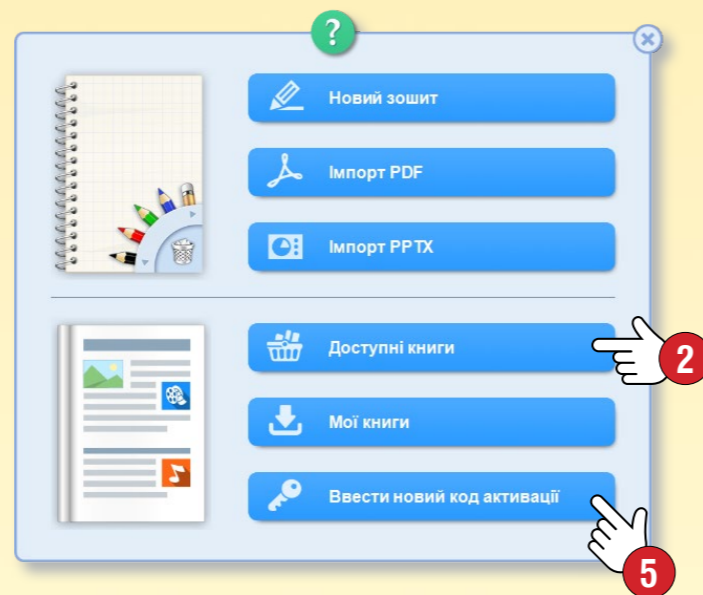 ?
Новий зошит
Імпорт PDF
Імпорт PPTX
Доступні книги
2
Мої книги
Ввести новий код активації
5